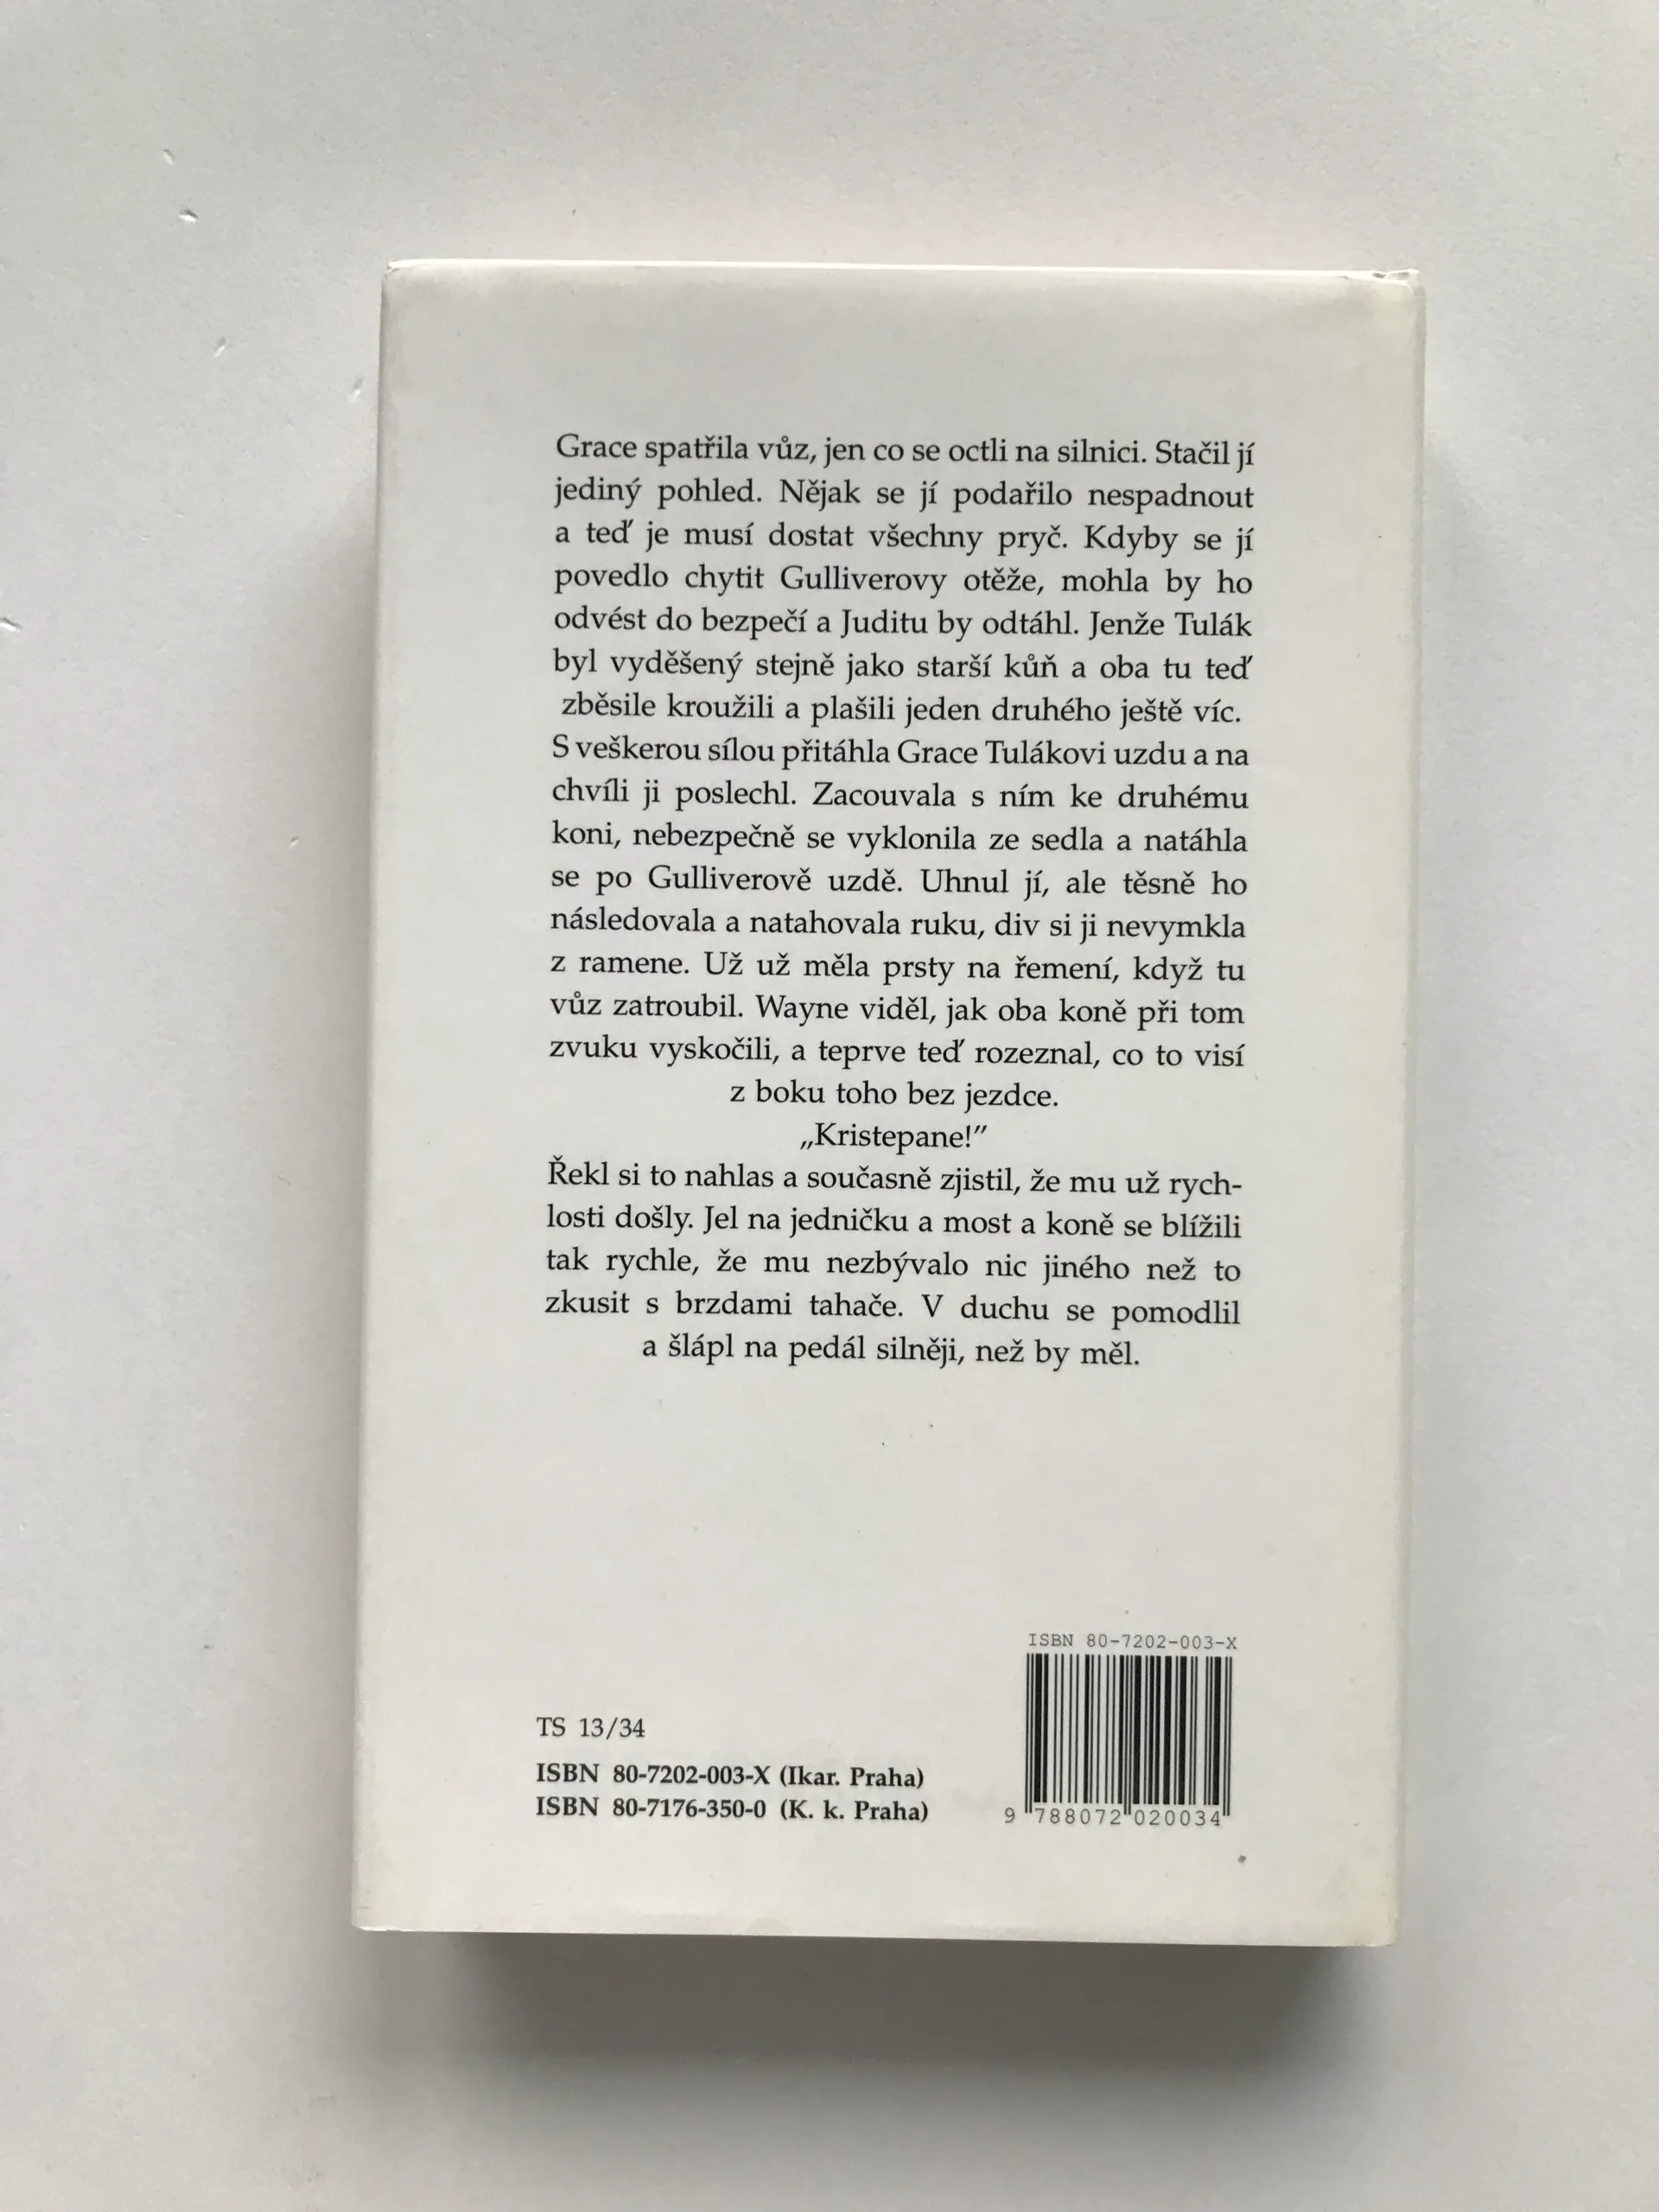 Grace spatřila vůz, jen co se octli na silnici. Stačil jí
jediný pohled. Nějak se jí podařilo nespadnout
a teď je musí dostat všechny pryč. Kdyby se jí
povedlo chytit Gulliverovy otěže, mohla by ho
odvést do bezpečí a Juditu by odtáhl. Jenže Tulák
byl vyděšený stejně jako starší kůň a oba tu teď
zběsile kroužili a plašili jeden druhého ještě víc.
S veškerou sílou přitáhla Grace Tulákovi uzdu a na
chvíli ji poslechl. Zacouvala s ním ke druhému
koni, nebezpečně se vyklonila ze sedla a natáhla
se po Gulliverově uzdě. Uhnul jí, ale těsně ho
následovala a natahovala ruku, div si ji nevymkla
z ramene. Už už měla prsty na řemení, když tu
vůz zatroubil. Wayne viděl, jak oba koně při tom
zvuku vyskočili, a teprve teď rozeznal, co to visí
z boku toho bez jezdce.
„Kristepane!"
Řekl si to nahlas a současně zjistil, že mu už rych-
losti došly. Jel na jedničku a most a koně se blížili
tak rychle, že mu nezbývalo nic jiného než to
zkusit s brzdami tahače. V duchu se pomodlil
a šlápl na pedál silněji, než by měl.
ISBN 80-7202-003-X
9 788072 020034
TS 13/34
ISBN 80-7202-003-X (Ikar. Praha)
ISBN 80-7176-350-0 (K. k. Praha)